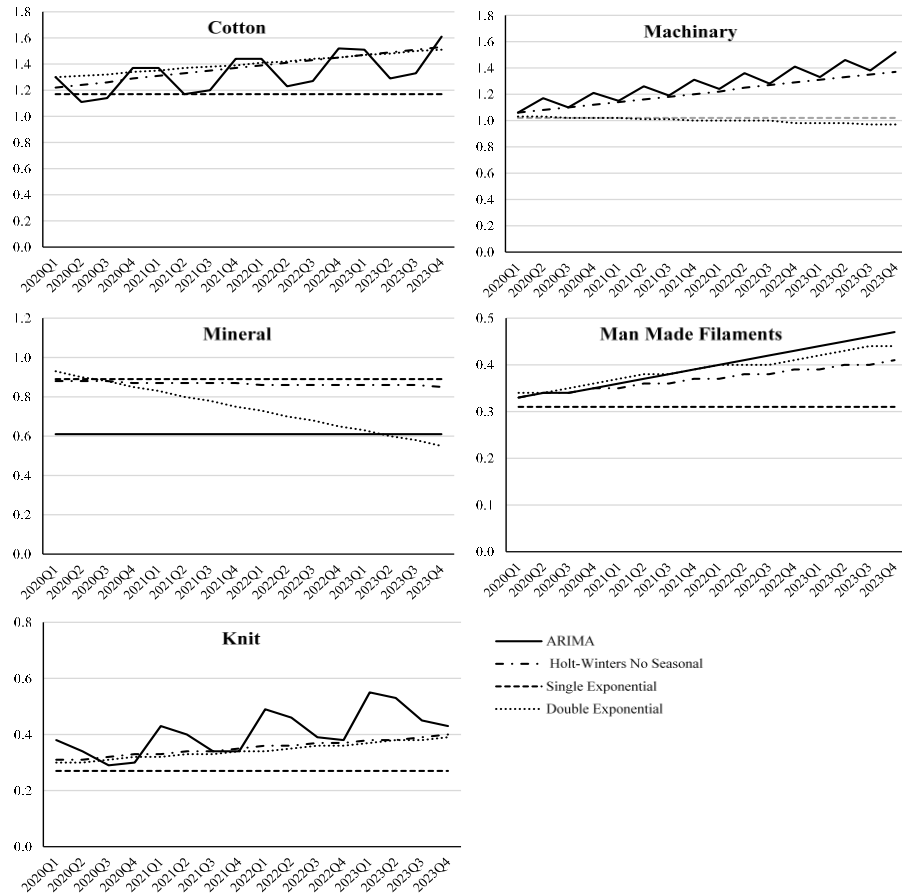 Cotton
1.8
1.6
1.4
1.2
1.0
0.8
0.6
0.4
0.2
0.0
2020Q1
2020Q2
2020Q3
2020Q4
2021Q1
2021Q2
2021Q3
2021Q4
2022Q1
2022Q2
2022Q3
2022Q4
2023Q1
2023Q2
2023Q3
2023Q4
Machinary
1.8
1.6
1.4
1.2
1.0
0.8
0.6
0.4
0.2
0.0
2020Q1
2020Q2
2020Q3
2020Q4
2021Q1
2021Q2
2021Q3
2021Q4
2022Q1
2022Q2
2022Q3
2022Q4
2023Q1
2023Q2
2023Q3
2023Q4
Mineral
1.2
1.0
0.8
0.6
0.4
0.2
0.0
2020Q1
2020Q2
2020Q3
2020Q4
2021Q1
2021Q2
2021Q3
2021Q4
2022Q1
2022Q2
2022Q3
2022Q4
2023Q1
2023Q2
2023Q3
2023Q4
Man Made Filaments
0.5
0.4
0.3
0.2
0.1
0.0
2020Q1
2020Q2
2020Q3
2020Q4
2021Q1
2021Q2
2021Q3
2021Q4
2022Q1
2022Q2
2022Q3
2022Q4
2023Q1
2023Q2
2023Q3
2023Q4
Knit
0.8
0.6
0.4
0.2
0.0
2020Q1
2020Q2
2020Q3
2020Q4
2021Q1
2021Q2
2021Q3
2021Q4
2022Q1
2022Q2
2022Q3
2022Q4
2023Q1
2023Q2
2023Q3
2023Q4
ARIMA
Holt-Winters No Seasonal
Single Exponential
Double Exponential